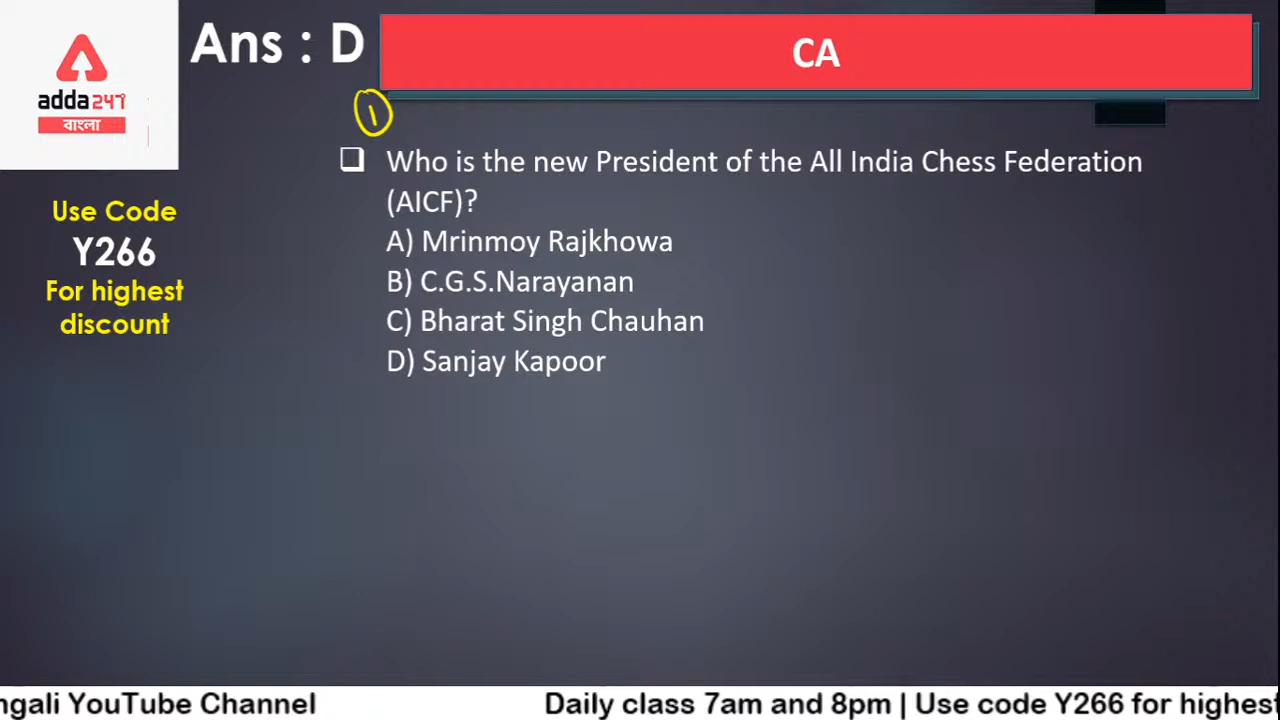 Ans : D
CA
adda247
বাংলা
1
Who is the new President of the All India Chess Federation
(AICF)?
A) Mrinmoy Rajkhowa
B) C.G.S.Narayanan
C) Bharat Singh Chauhan
D) Sanjay Kapoor
Use Code
Y266
For highest
discount
ngali YouTube Channel
Daily class 7am and 8pm | Use code Y266 for highest